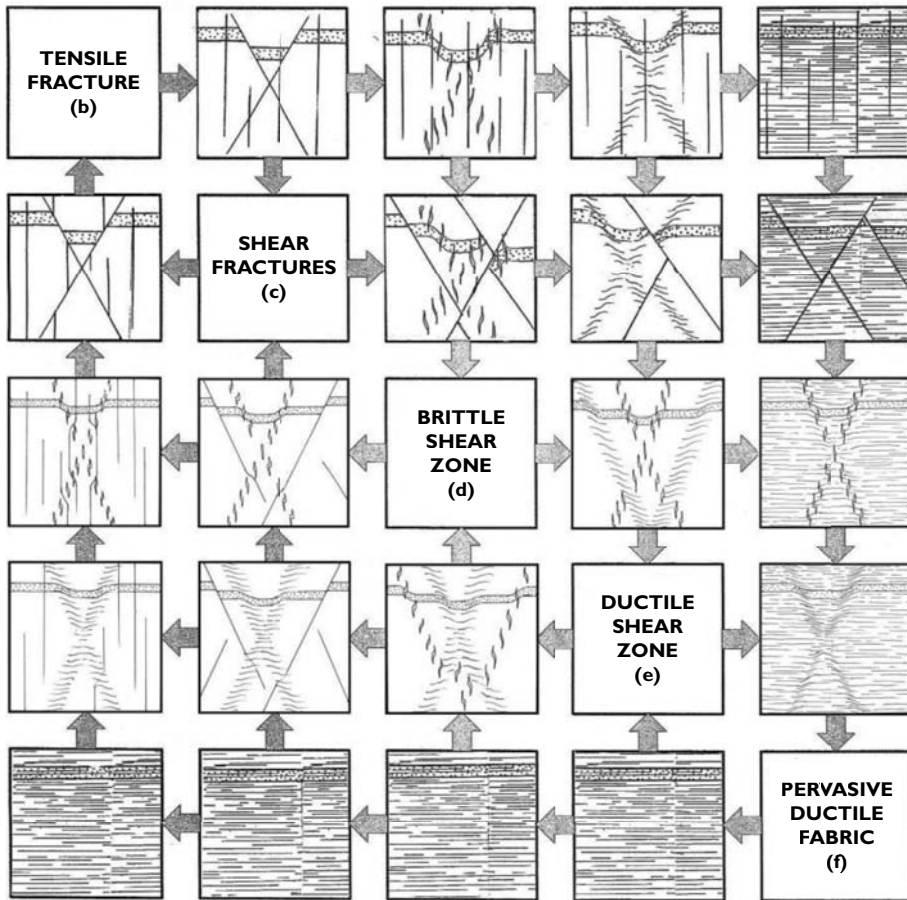 TENSILE
FRACTURE
(b)
SHEAR
FRACTURES
(c)
BRITTLE
SHEAR
ZONE
(d)
DUCTILE
SHEAR
ZONE
(e)
PERVASIVE
DUCTILE
FABRIC
(f)